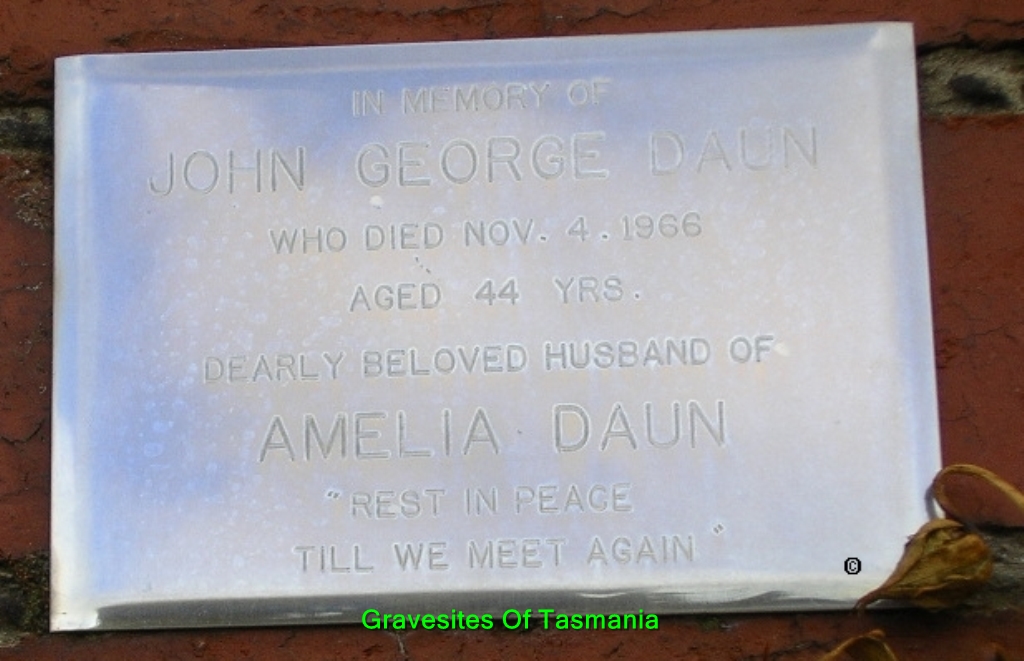 IN MEMORY OF
JOHN GEORGE DAUN
WHO DIED NOV. 4. 1966
AGED 44 YRS.
DEARLY BELOVED HUSBAND OF
AMELIA DAUN
"REST IN PEACE
TILL WE MEET AGAIN"
©
Gravesites Of Tasmania